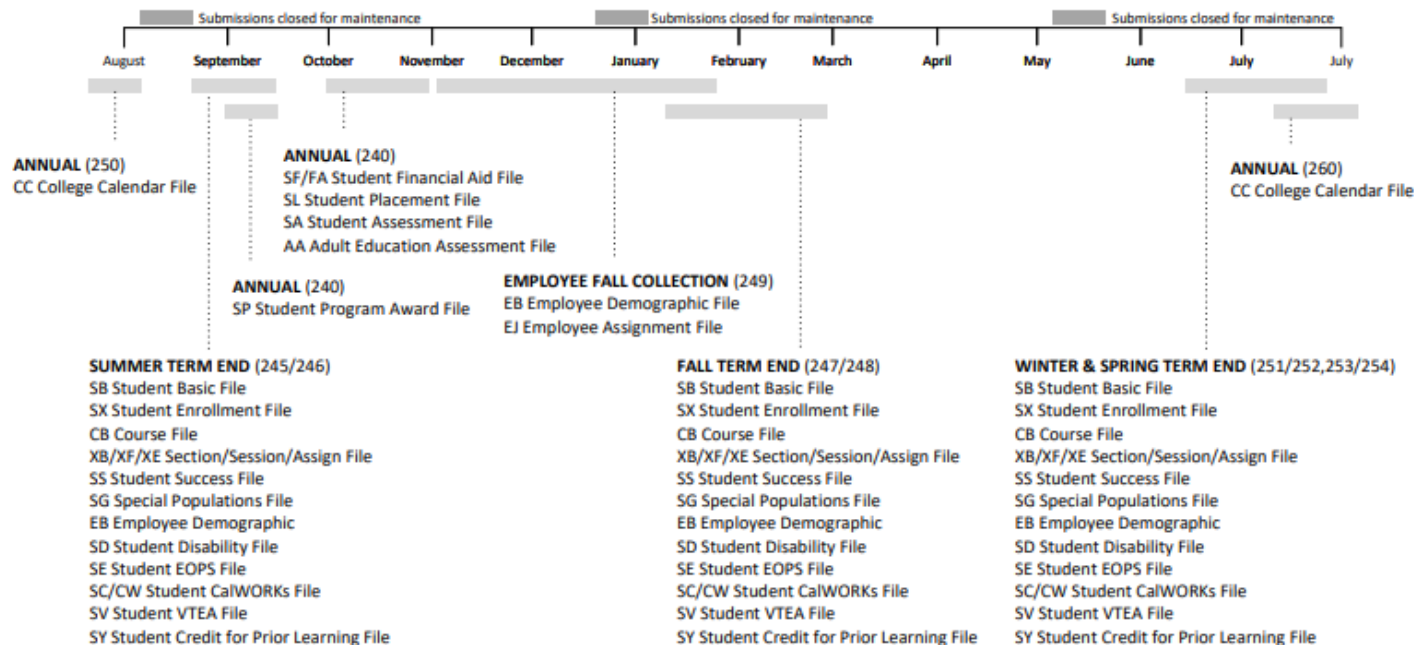 Submissions closed for maintenance
Submissions closed for maintenance
Submissions closed for maintenance
August
September
October
November
December
January
February
March
April
May
June
July
July
ANNUAL (250)
CC College Calendar File
ANNUAL (240)
SF/FA Student Financial Aid File
SL Student Placement File
SA Student Assessment File
AA Adult Education Assessment File
ANNUAL (260)
CC College Calendar File
ANNUAL (240)
SP Student Program Award File
EMPLOYEE FALL COLLECTION (249)
EB Employee Demographic File
EJ Employee Assignment File
SUMMER TERM END (245/246)
SB Student Basic File
SX Student Enrollment File
CB Course File
XB/XF/XE Section/Session/Assign File
SS Student Success File
SG Special Populations File
EB Employee Demographic
SD Student Disability File
SE Student EOPS File
SC/CW Student CalWORKs File
SV Student VTEA File
SY Student Credit for Prior Learning File
FALL TERM END (247/248)
SB Student Basic File
SX Student Enrollment File
CB Course File
XB/XF/XE Section/Session/Assign File
SS Student Success File
SG Special Populations File
EB Employee Demographic
SD Student Disability File
SE Student EOPS File
SC/CW Student CalWORKs File
SV Student VTEA File
SY Student Credit for Prior Learning File
WINTER & SPRING TERM END (251/252,253/254)
SB Student Basic File
SX Student Enrollment File
CB Course File
XB/XF/XE Section/Session/Assign File
SS Student Success File
SG Special Populations File
EB Employee Demographic
SD Student Disability File
SE Student EOPS File
SC/CW Student CalWORKs File
SV Student VTEA File
SY Student Credit for Prior Learning File